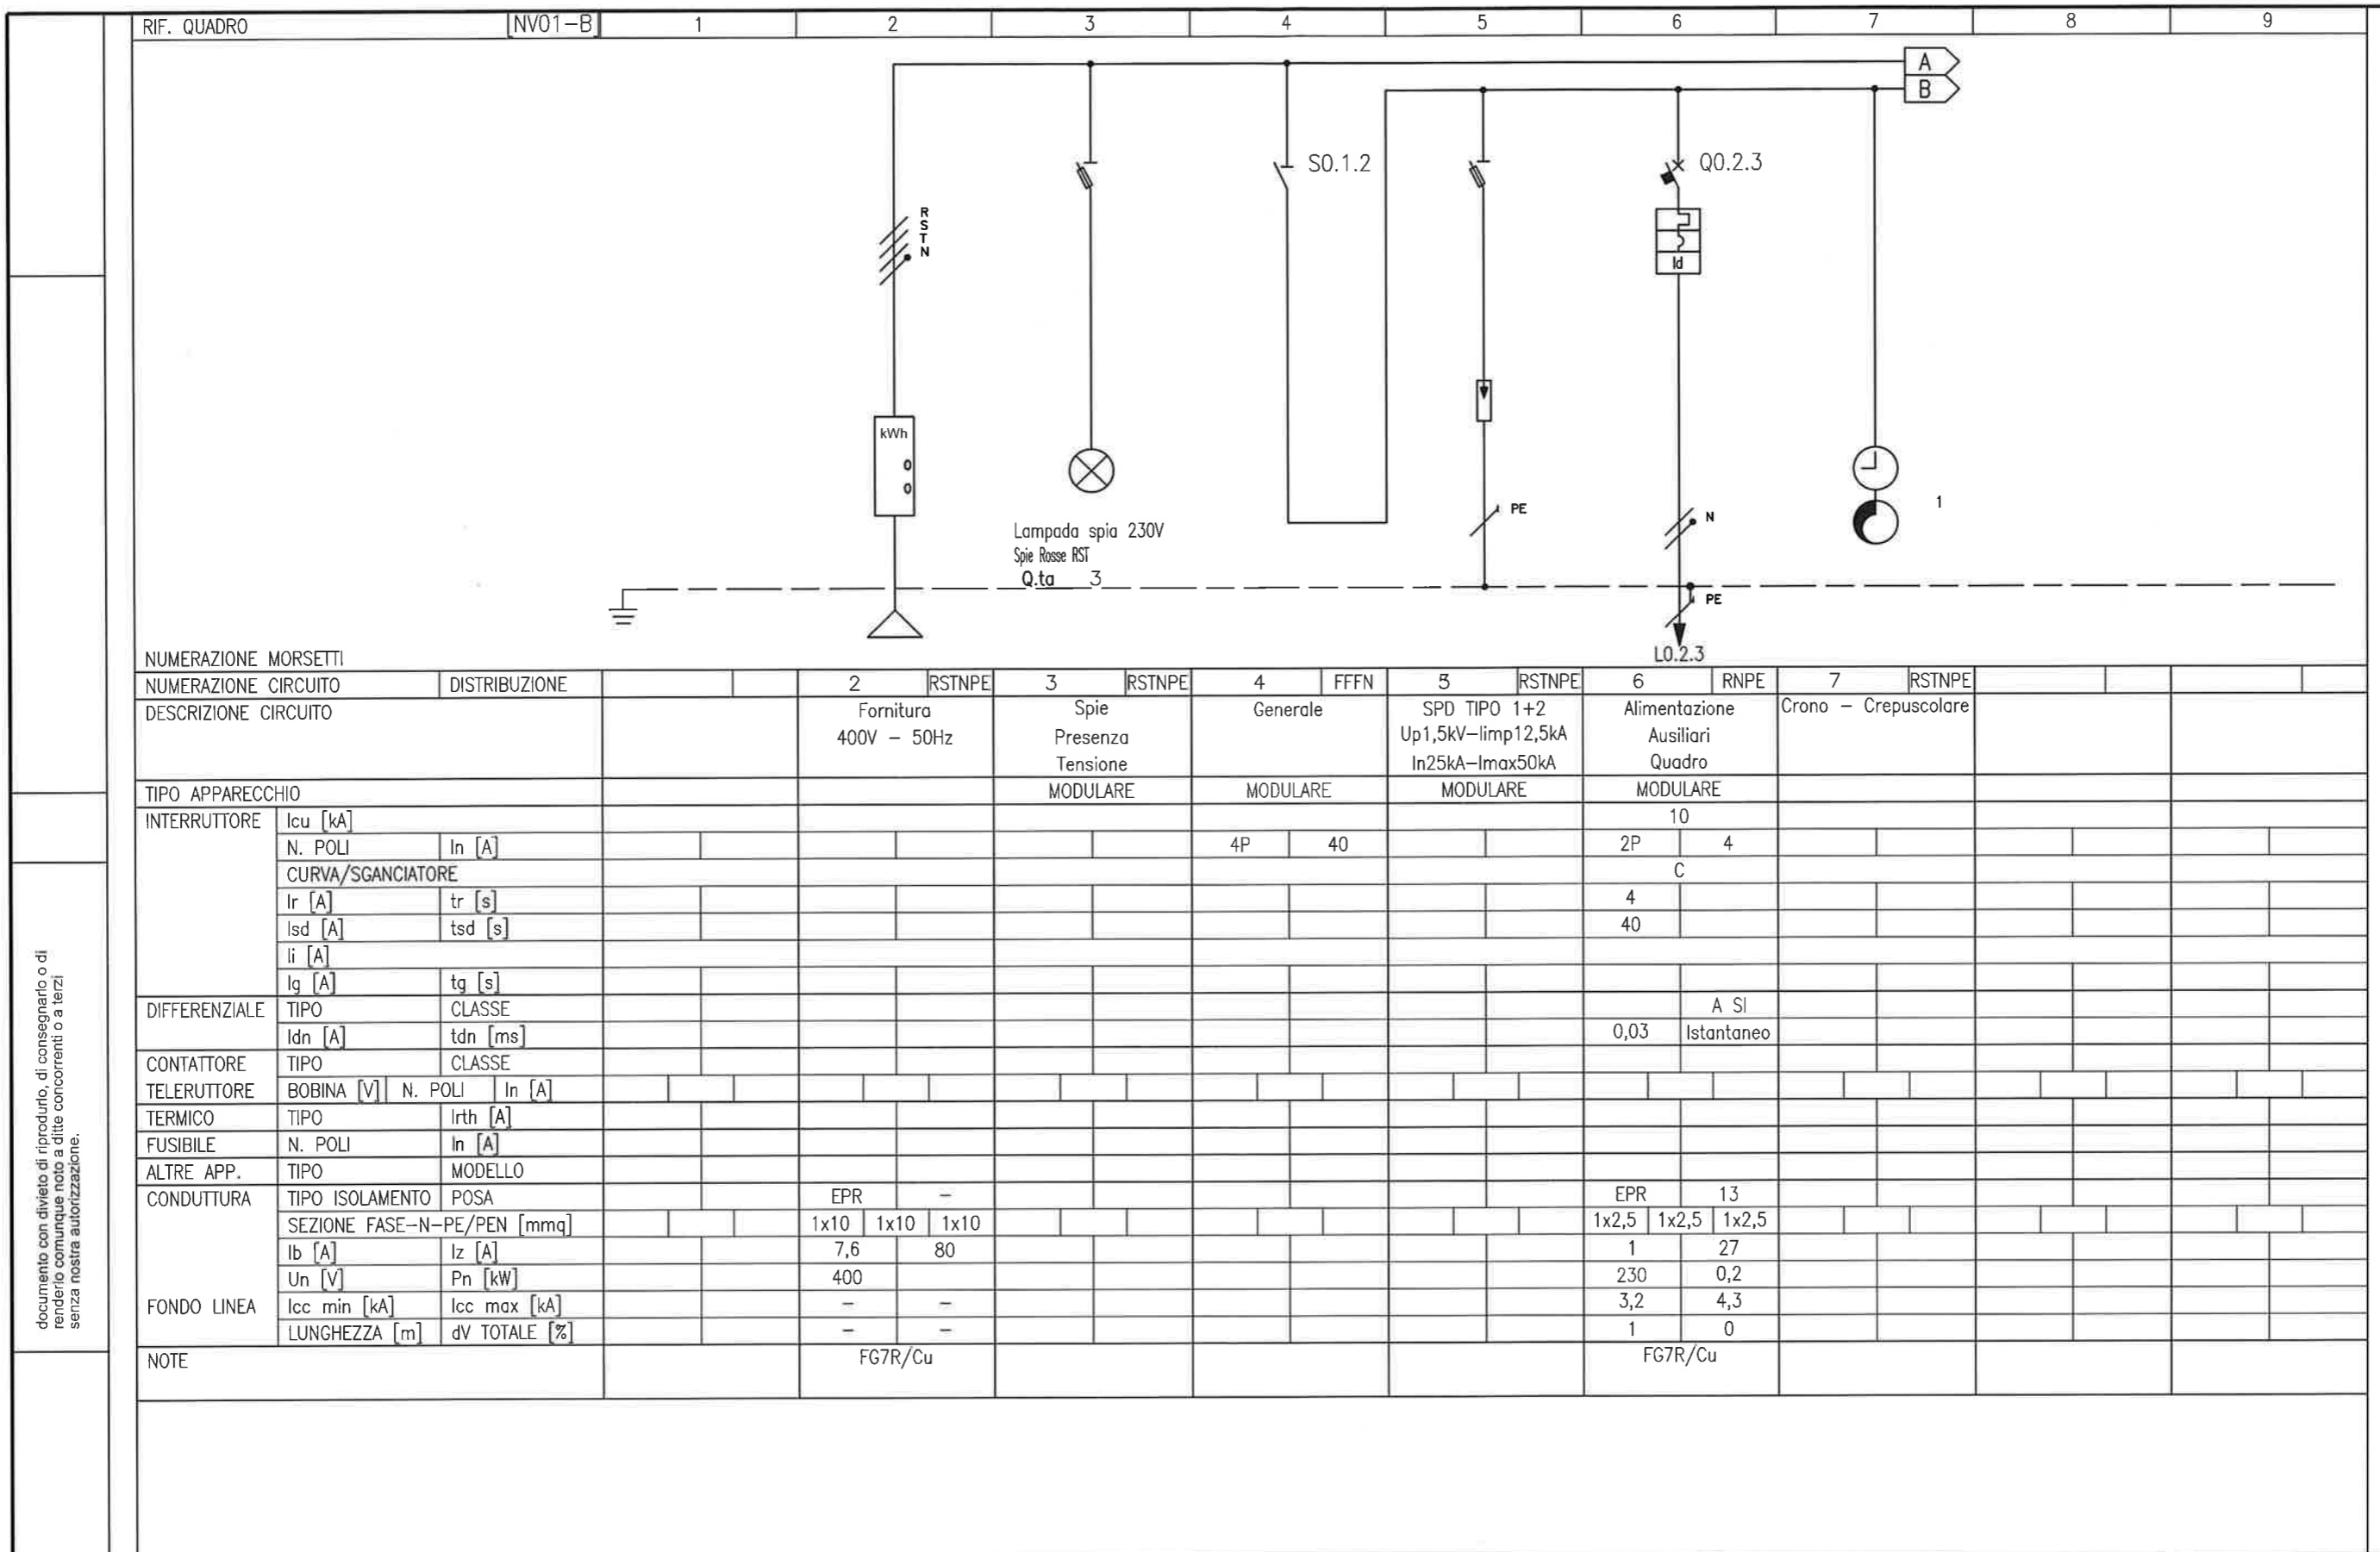 RIF. QUADRO NV01-B 1 2 3 4 5 6 7 8 9
A
B
S0.1.2
Q0.2.3
R
S
T
N
Id
kWh
0
0
1
PE
N
Lampada spia 230V
Spie Rosse RST
Q.ta 3
PE
L0.2.3
NUMERAZIONE MORSETTI
NUMERAZIONE CIRCUITO DISTRIBUZIONE 2 RSTNPE 3 RSTNPE 4 FFFN 5 RSTNPE 6 RNPE 7 RSTNPE
DESCRIZIONE CIRCUITO Fornitura Spie Generale SPD TIPO 1+2 Alimentazione Crono - Crepuscolare
400V - 50Hz Presenza Up1,5kV-Iimp12,5kA Ausiliari
Tensione In25kA-Imax50kA Quadro
TIPO APPARECCHIO MODULARE MODULARE MODULARE MODULARE
INTERRUTTORE Icu [kA] 10
N. POLI In [A] 4P 40 2P 4
CURVA/SGANCIATORE C
Ir [A] tr [s] 4
Isd [A] tsd [s] 40
Ii [A]
Ig [A] tg [s]
DIFFERENZIALE TIPO CLASSE A SI
Idn [A] tdn [ms] 0,03 Istantaneo
CONTATTORE TIPO CLASSE
TELERUTTORE BOBINA [V] N. POLI In [A]
TERMICO TIPO Irth [A]
FUSIBILE N. POLI In [A]
ALTRE APP. TIPO MODELLO
CONDUTTURA TIPO ISOLAMENTO POSA EPR - EPR 13
SEZIONE FASE-N-PE/PEN [mmq] 1x10 1x10 1x10 1x2,5 1x2,5 1x2,5
Ib [A] Iz [A] 7,6 80 1 27
Un [V] Pn [kW] 400 230 0,2
FONDO LINEA Icc min [kA] Icc max [kA] - - 3,2 4,3
LUNGHEZZA [m] dV TOTALE [%] - - 1 0
NOTE FG7R/Cu FG7R/Cu
documento con divieto di riprodurlo, di consegnarlo o di
renderlo comunque noto a ditte concorrenti o a terzi
senza nostra autorizzazione.